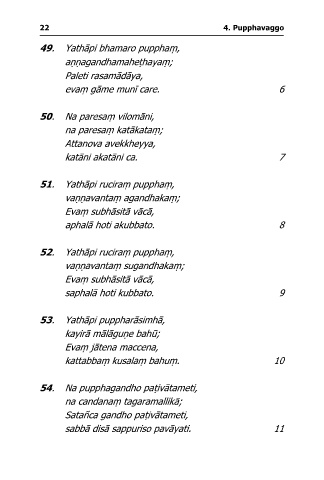 22 4. Pupphavaggo
49. Yathāpi bhamaro pupphaṃ,
aṇṇagandhamaheṭhayaṃ;
Paleti rasamādāya,
evaṃ gāme munī care. 6
50. Na paresaṃ vilomāni,
na paresaṃ katākataṃ;
Attanova avekkheyya,
katāni akatāni ca. 7
51. Yathāpi ruciraṃ pupphaṃ,
vaṇṇavantaṃ agandhakaṃ;
Evaṃ subhāsitā vācā,
aphalā hoti akubbato. 8
52. Yathāpi ruciraṃ pupphaṃ,
vaṇṇavantaṃ sugandhakaṃ;
Evaṃ subhāsitā vācā,
saphalā hoti kubbato. 9
53. Yathāpi puppharāsimhā,
kayirā mālāguṇe bahū;
Evaṃ jātena maccena,
kattabbaṃ kusalaṃ bahuṃ. 10
54. Na pupphagandho paṭivātameti,
na candanaṃ tagaramallikā;
Satañca gandho paṭivātameti,
sabbā disā sappuriso pavāyati. 11